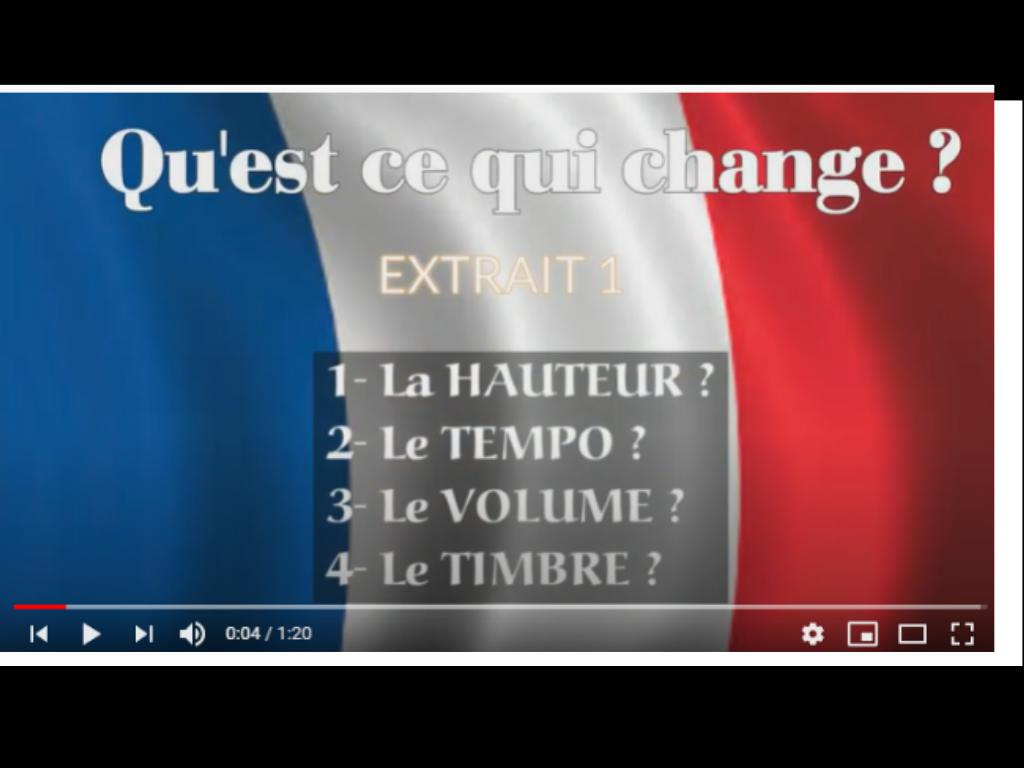 Qu'est ce qui change ?
EXTRAIT 1
1- La HAUTEUR ?
2- Le TEMPO ?
3- Le VOLUME ?
4- Le TIMBRE ?
0:04 / 1:20